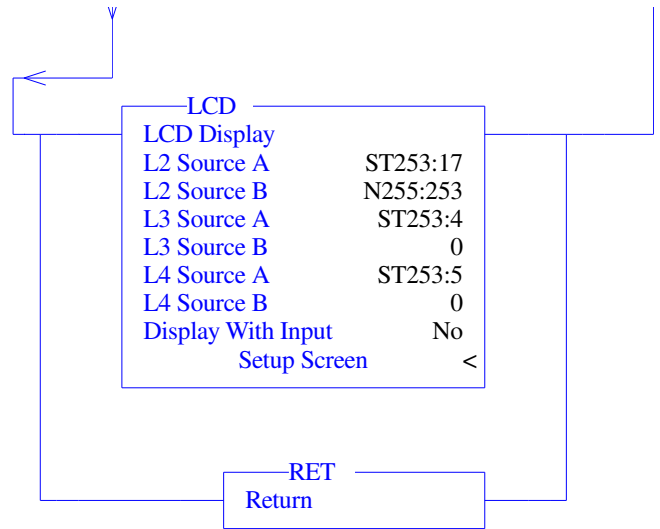 LCD
LCD Display
L2 Source A ST253:17
L2 Source B N255:253
L3 Source A ST253:4
L3 Source B 0
L4 Source A ST253:5
L4 Source B 0
Display With Input No
Setup Screen <
RET
Return